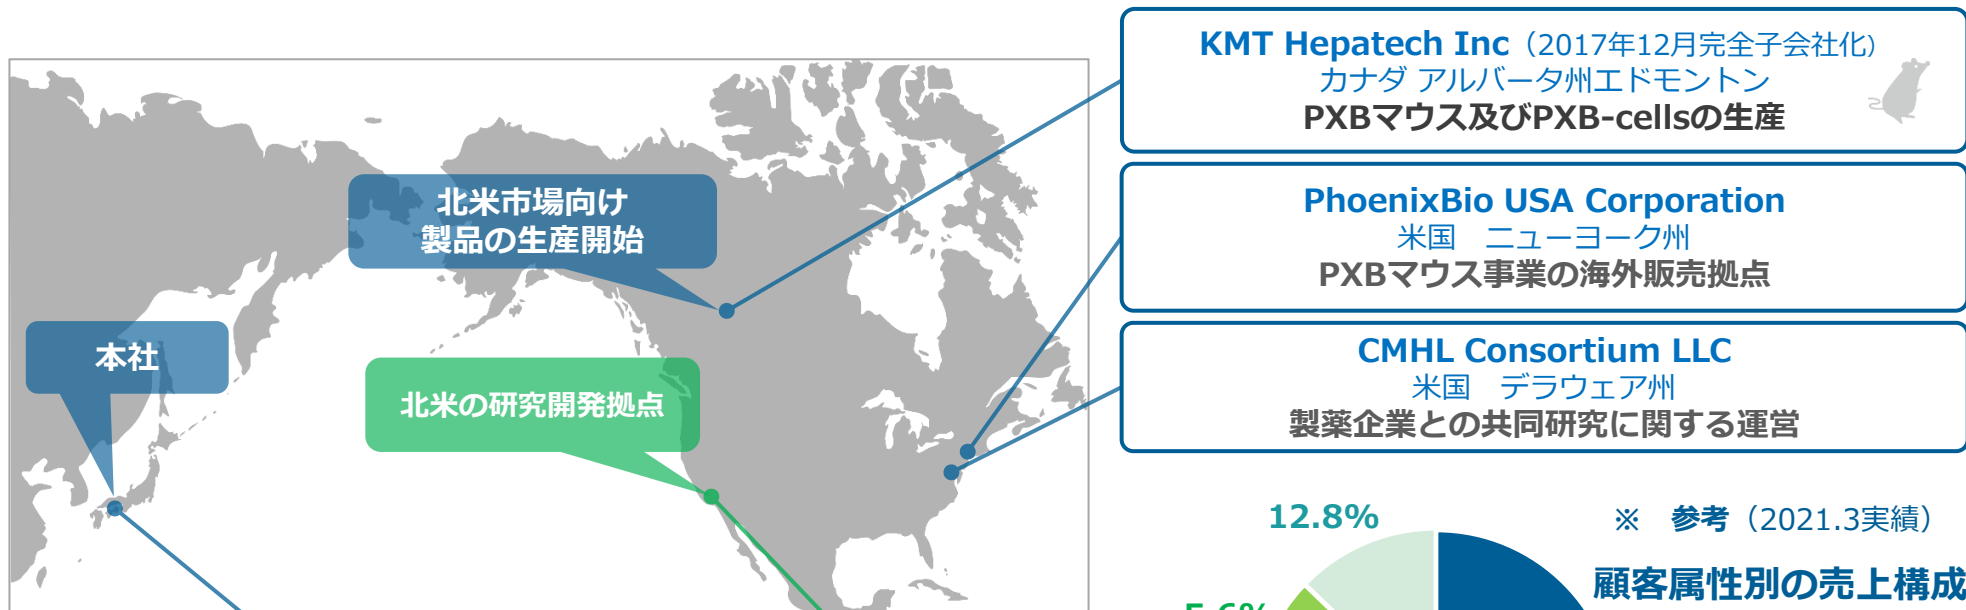 KMT Hepatech Inc（2017年12月完全子会社化）
カナダ アルバータ州エドモントン
PXBマウス及びPXB-cellsの生産
PhoenixBio USA Corporation
米国　ニューヨーク州
PXBマウス事業の海外販売拠点
CMHL Consortium LLC
米国　デラウェア州
製薬企業との共同研究に関する運営
北米市場向け
製品の生産開始
本社
北米の研究開発拠点
※　参考（2021.3実績）
顧客属性別の売上構成
12.8%
5.6%